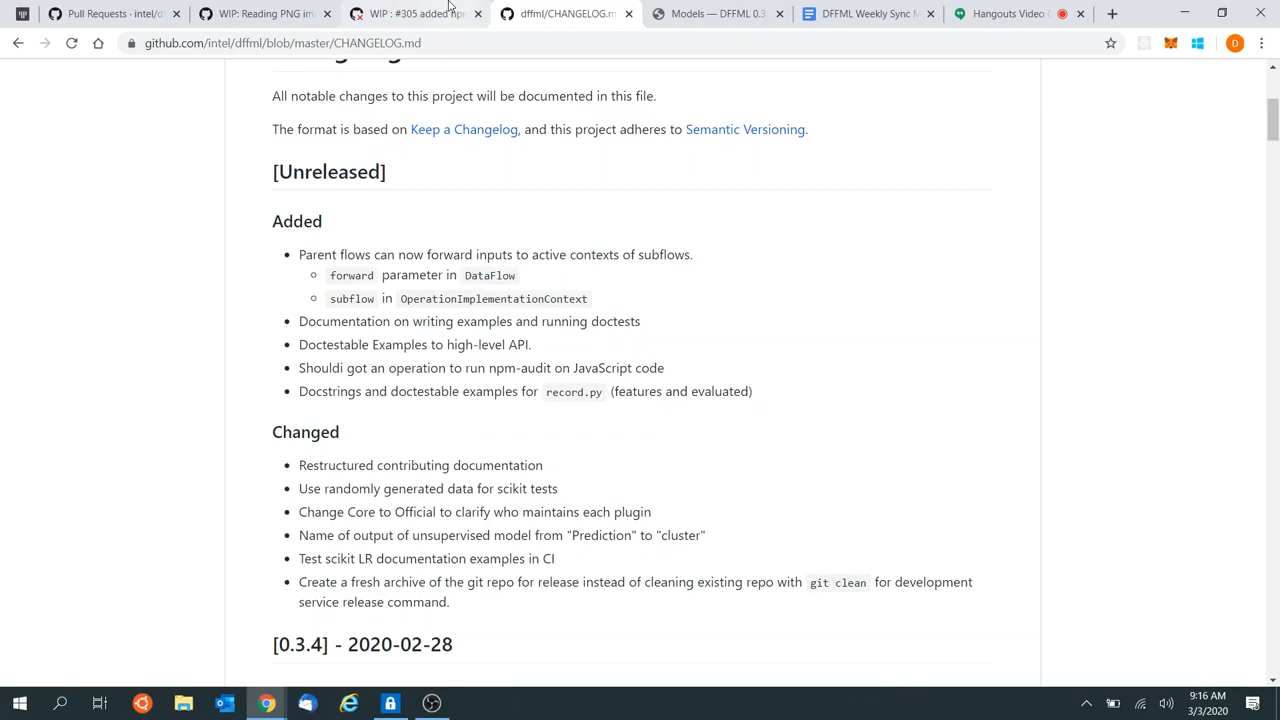 Pull Requests - intel/d
WIP: Reading PNG im
WIP : #305 added npm
dffml/CHANGELOG.m
Models — DFFML 0.3.
DFFML Weekly Sync M
Hangouts Video C
github.com/intel/dffml/blob/master/CHANGELOG.md
D
All notable changes to this project will be documented in this file.
The format is based on Keep a Changelog, and this project adheres to Semantic Versioning.
[Unreleased]
Added
Parent flows can now forward inputs to active contexts of subflows.
forward parameter in DataFlow
subflow in OperationImplementationContext
Documentation on writing examples and running doctests
Doctestable Examples to high-level API.
Shouldi got an operation to run npm-audit on JavaScript code
Docstrings and doctestable examples for record.py (features and evaluated)
Changed
Restructured contributing documentation
Use randomly generated data for scikit tests
Change Core to Official to clarify who maintains each plugin
Name of output of unsupervised model from "Prediction" to "cluster"
Test scikit LR documentation examples in CI
Create a fresh archive of the git repo for release instead of cleaning existing repo with git clean for development
service release command.
[0.3.4] - 2020-02-28
9:16 AM
3/3/2020